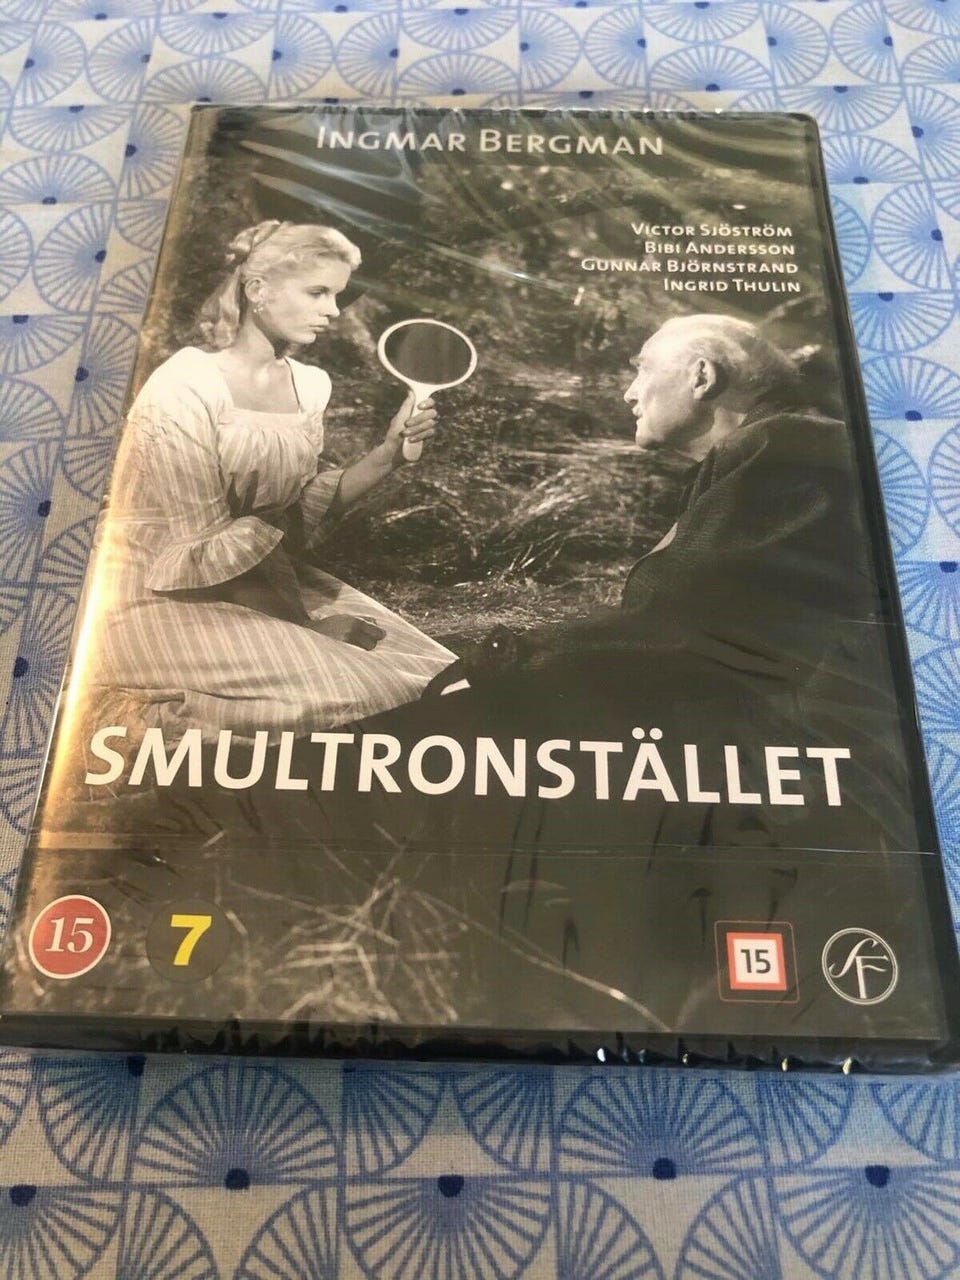 INGMAR BERGMAN
VICTOR SJÖSTRÖM
BIBI ANDERSSON
GUNNAR BJÖRNSTRAND
INGRID THULIN
SMULTRONSTÄLLET
15
7
15
SF